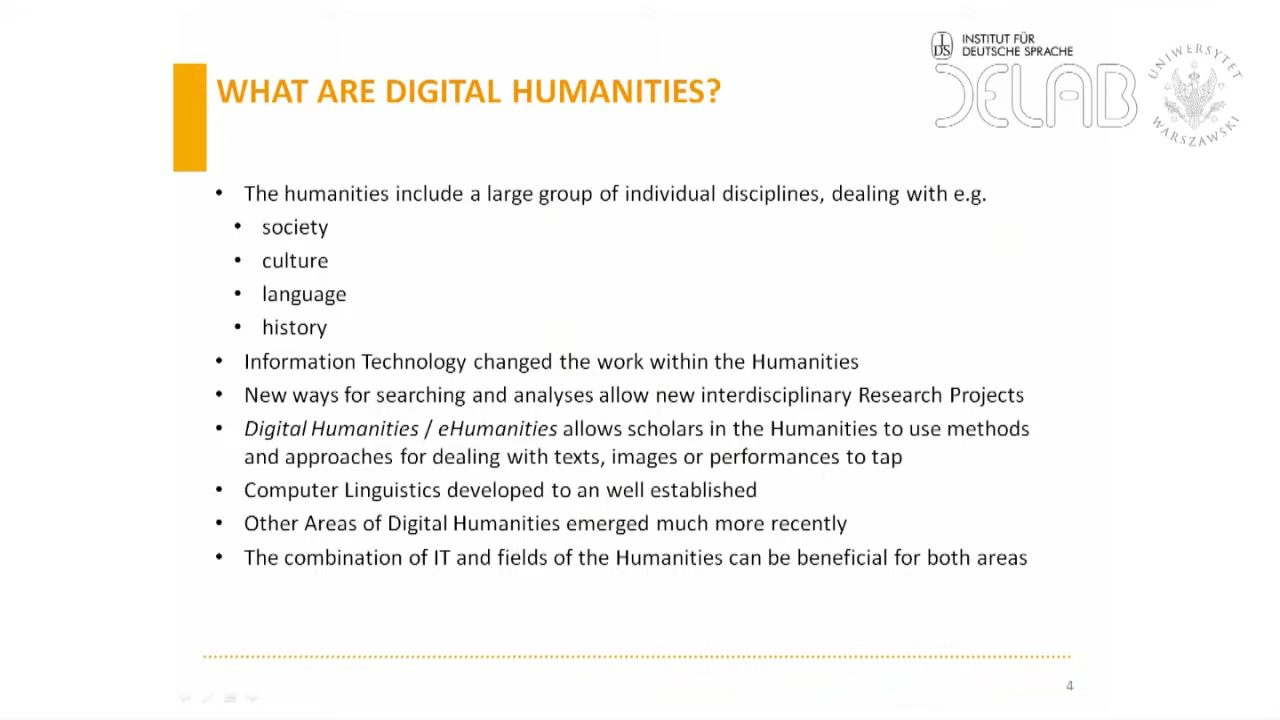 INSTITUT FÜR
IDS DEUTSCHE SPRACHE
DELAB
UNIWERSYTET
WARSZAWSKI
WHAT ARE DIGITAL HUMANITIES?
• The humanities include a large group of individual disciplines, dealing with e.g.
• society
• culture
• language
• history
• Information Technology changed the work within the Humanities
• New ways for searching and analyses allow new interdisciplinary Research Projects
• Digital Humanities / eHumanities allows scholars in the Humanities to use methods
and approaches for dealing with texts, images or performances to tap
• Computer Linguistics developed to an well established
• Other Areas of Digital Humanities emerged much more recently
• The combination of IT and fields of the Humanities can be beneficial for both areas
4